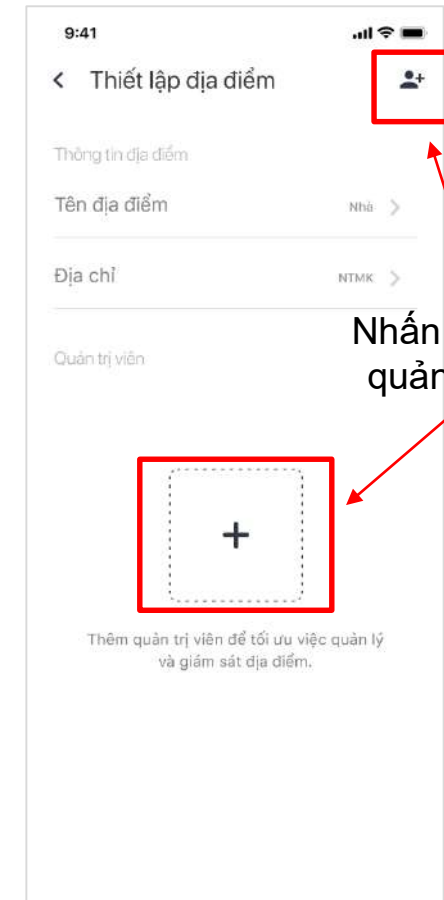 9:41
Thiết lập địa điểm
Thông tin địa điểm
Tên địa điểm Nhà
Địa chỉ NTMK
Nhấn
quản
Quản trị viên
Thêm quản trị viên để tối ưu việc quản lý
và giám sát địa điểm.